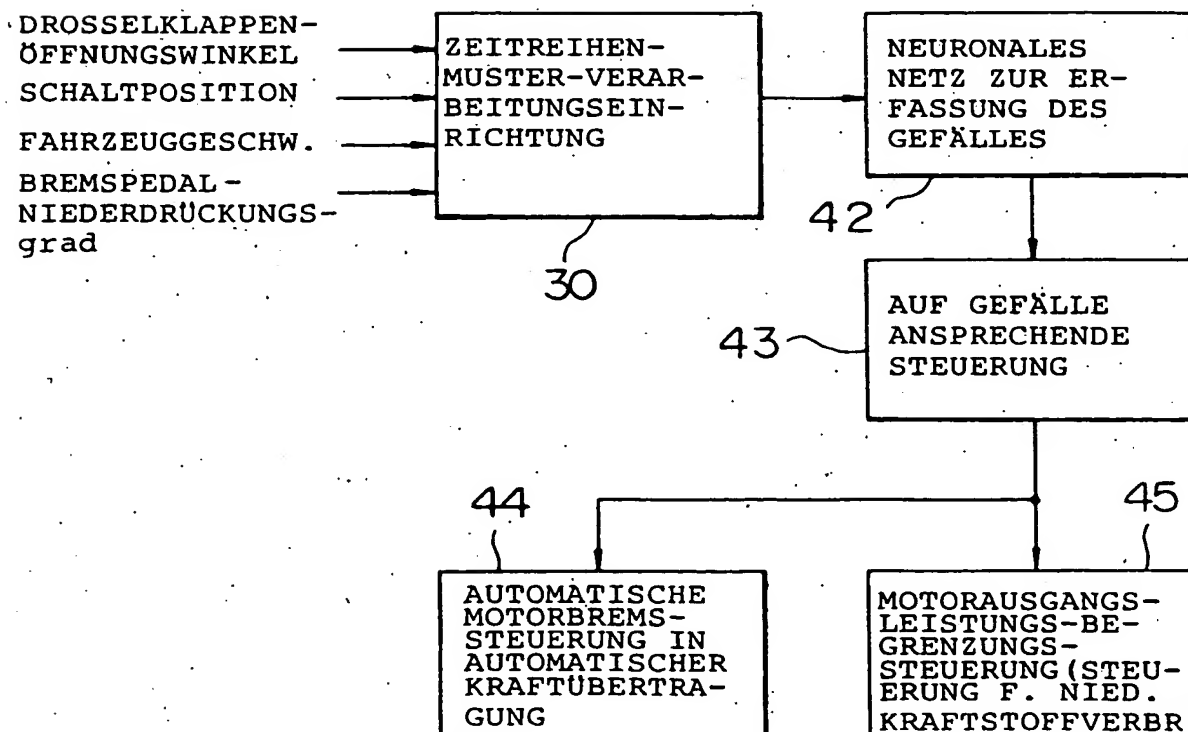 DROSSELKLAPPEN-
ÖFFNUNGSWINKEL
SCHALTPOSITION
FAHRZEUGGESCHW.
BREMSPEDAL-
NIEDERDRÜCKUNGS-
grad
ZEITREIHEN-
MUSTER-VERAR-
BEITUNGSEIN-
RICHTUNG
30
NEURONALES
NETZ ZUR ER-
FASSUNG DES
GEFÄLLES
42
AUF GEFÄLLE
ANSPRECHENDE
STEUERUNG
43
44
AUTOMATISCHE
MOTORBREMS-
STEUERUNG IN
AUTOMATISCHER
KRAFTÜBERTRA-
GUNG
45
MOTORAUSGANGS-
LEISTUNGS-BE-
GRENZUNGS-
STEUERUNG(STEU-
ERUNG F. NIED.
KRAFTSTOFFVERBR